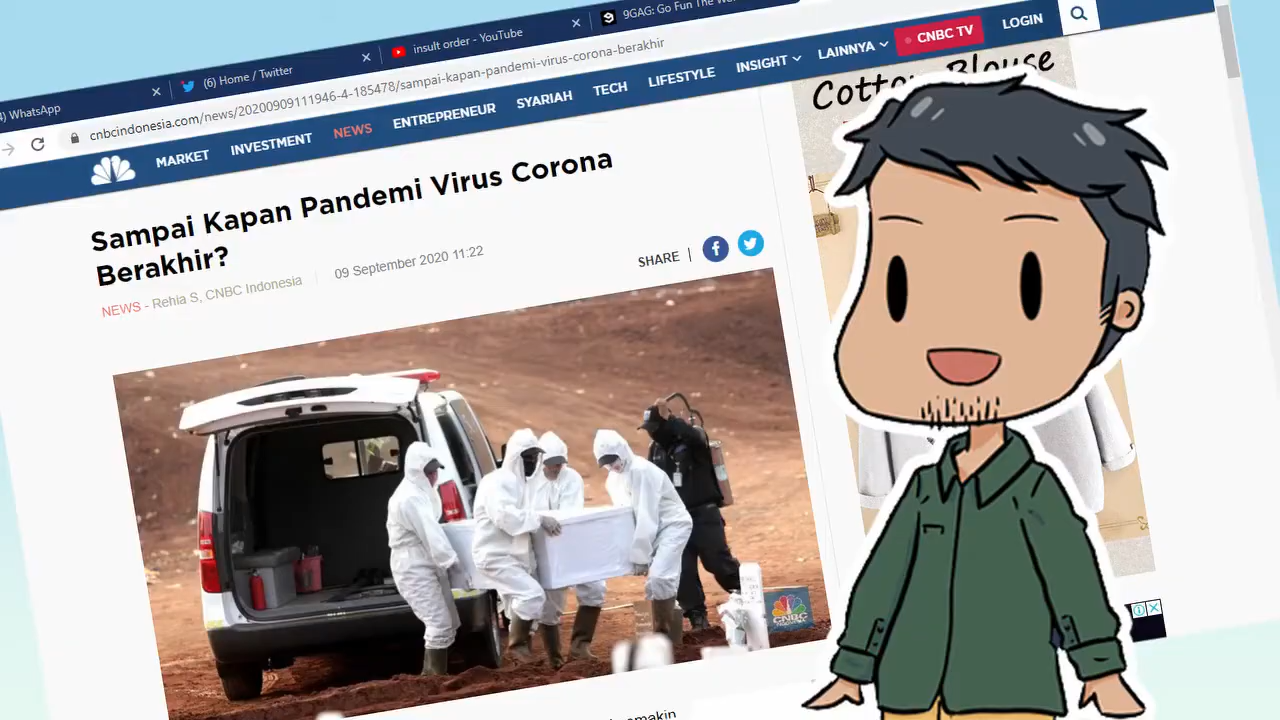 WhatsApp
(6) Home / Twitter
insult order - YouTube
9GAG: Go Fun The
cnbcindonesia.com/news/20200909111946-4-185478/sampai-kapan-pandemi-virus-corona-berakhir
MARKET INVESTMENT NEWS ENTREPRENEUR SYARIAH TECH LIFESTYLE INSIGHT LAINNYA CNBC TV LOGIN
Sampai Kapan Pandemi Virus Corona
Berakhir?
NEWS - Rehia S, CNBC Indonesia
09 September 2020 11:22
SHARE
Blouse
CNBC